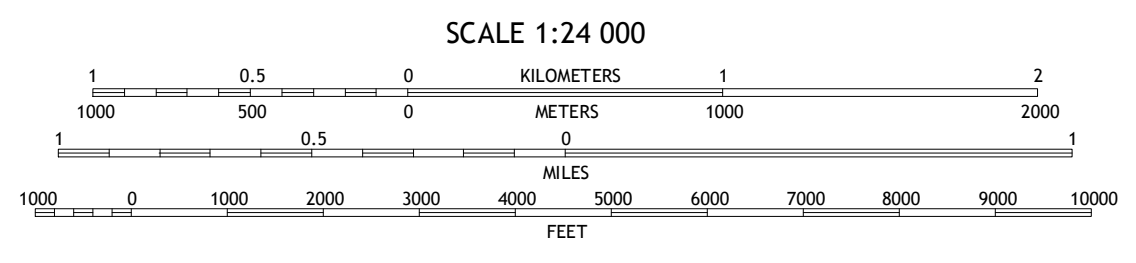 SCALE 1:24 000
1 0.5 0 KILOMETERS 1 2
1000 500 0 METERS 1000 2000
1 0.5 0 1
MILES
1000 0 1000 2000 3000 4000 5000 6000 7000 8000 9000 10000
FEET